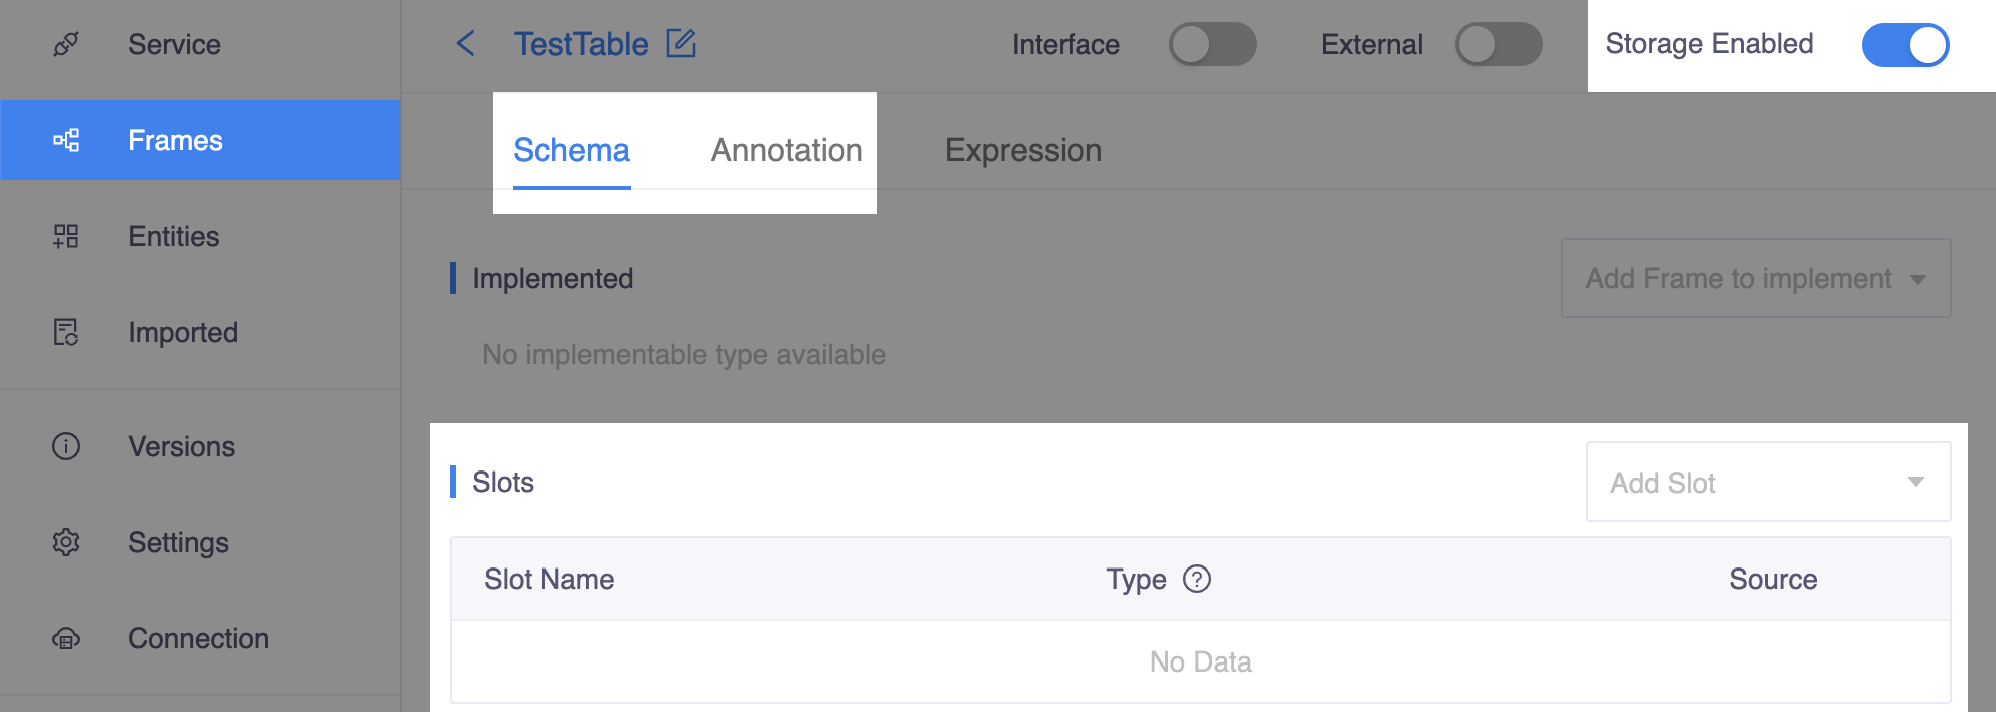 Service
Frames
Entities
Imported
Versions
Settings
Connection
TestTable
Interface
External
Storage Enabled
Schema
Annotation
Expression
Implemented
Add Frame to implement
No implementable type available
Slots
Add Slot
Slot Name
Type ?
Source
No Data